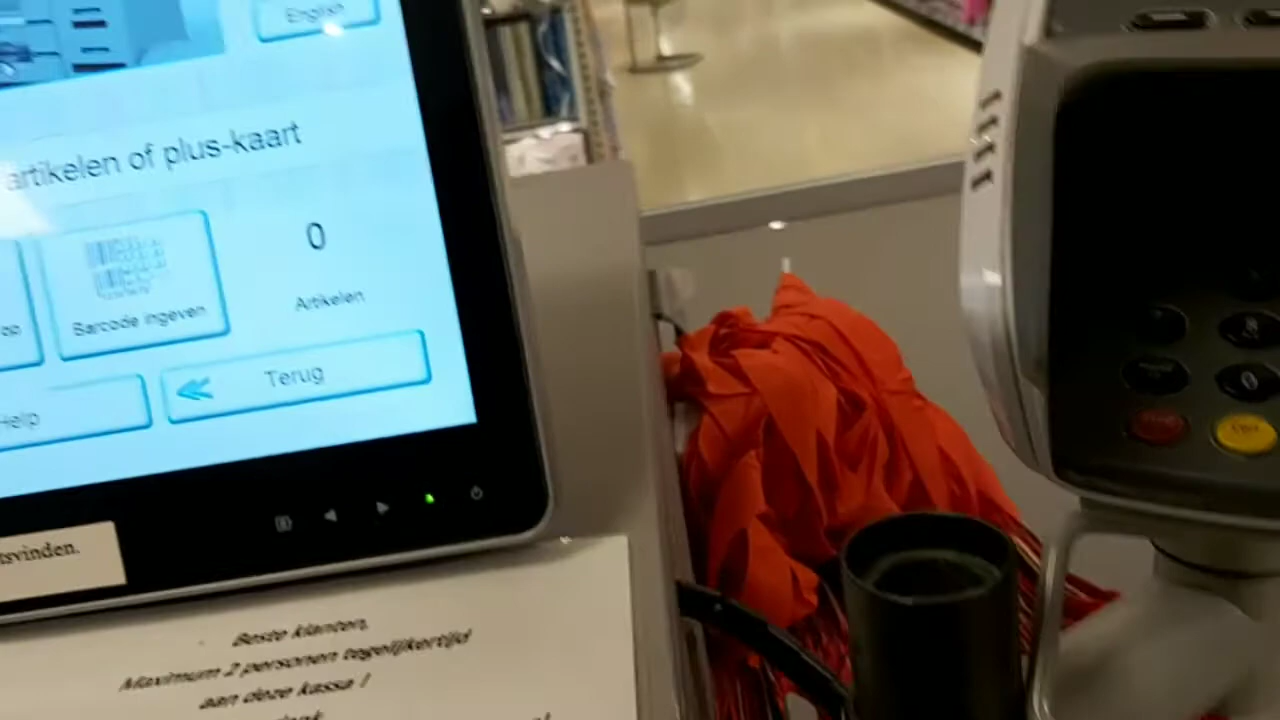 English
artikelen of plus-kaart
0
op
Barcode ingeven
Artikelen
Help
Terug
tsvinden.
Beste klanten,
Maximum 2 personen tegelijkertijd
aan deze kassa !